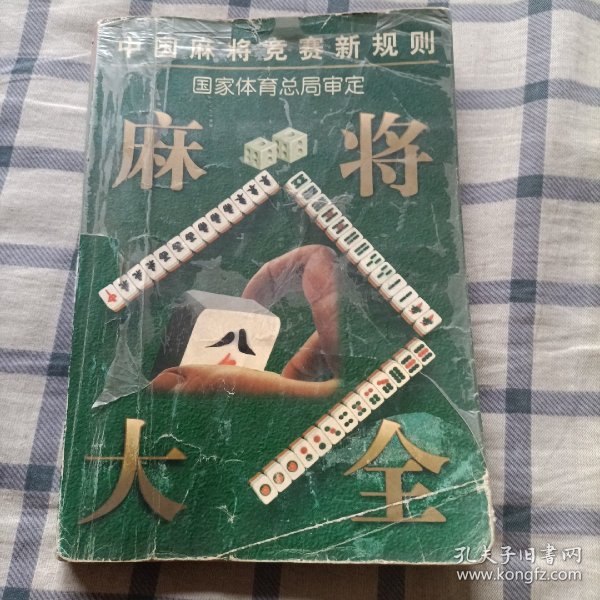 中国麻将竞赛新规则
国家体育总局审定
麻将
大全
八
孔夫子旧书网
www.kongfz.com